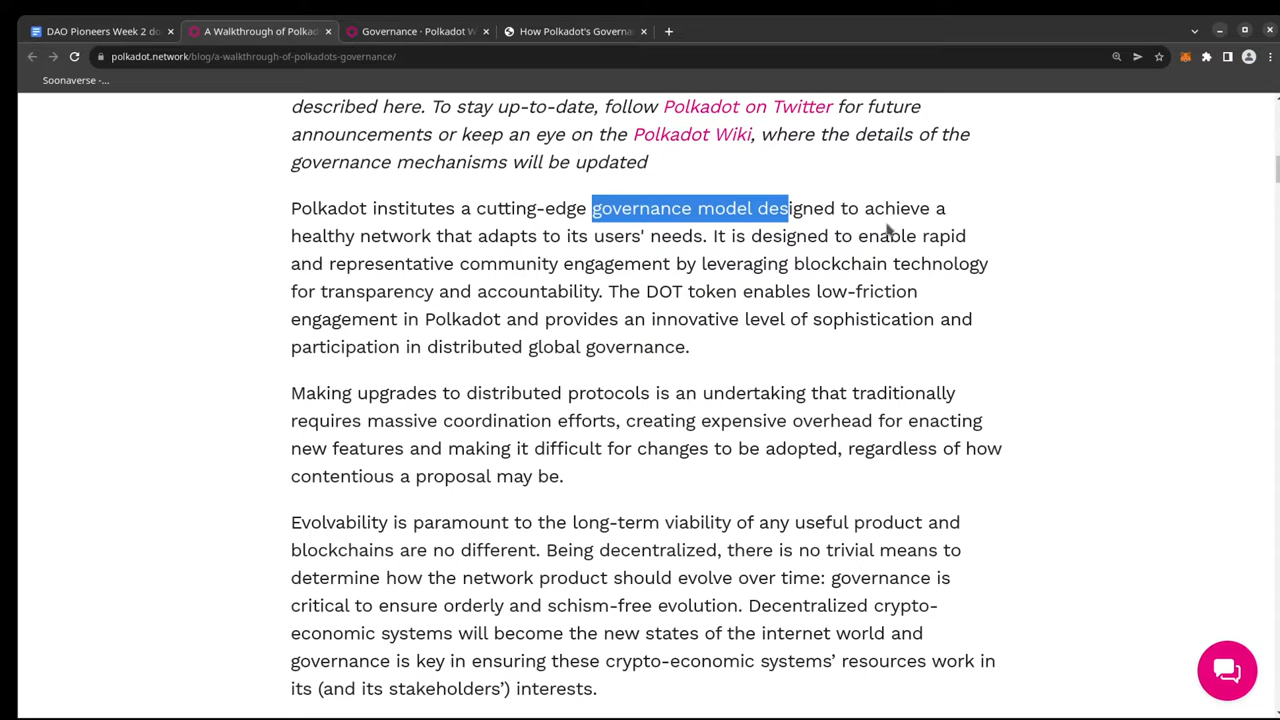 DAO Pioneers Week 2 do
A Walkthrough of Polkad
Governance · Polkadot W
How Polkadot's Governa
polkadot.network/blog/a-walkthrough-of-polkadots-governance/
Soonaverse -...
described here. To stay up-to-date, follow Polkadot on Twitter for future
announcements or keep an eye on the Polkadot Wiki, where the details of the
governance mechanisms will be updated
Polkadot institutes a cutting-edge governance model designed to achieve a
healthy network that adapts to its users' needs. It is designed to enable rapid
and representative community engagement by leveraging blockchain technology
for transparency and accountability. The DOT token enables low-friction
engagement in Polkadot and provides an innovative level of sophistication and
participation in distributed global governance.
Making upgrades to distributed protocols is an undertaking that traditionally
requires massive coordination efforts, creating expensive overhead for enacting
new features and making it difficult for changes to be adopted, regardless of how
contentious a proposal may be.
Evolvability is paramount to the long-term viability of any useful product and
blockchains are no different. Being decentralized, there is no trivial means to
determine how the network product should evolve over time: governance is
critical to ensure orderly and schism-free evolution. Decentralized crypto-
economic systems will become the new states of the internet world and
governance is key in ensuring these crypto-economic systems’ resources work in
its (and its stakeholders’) interests.